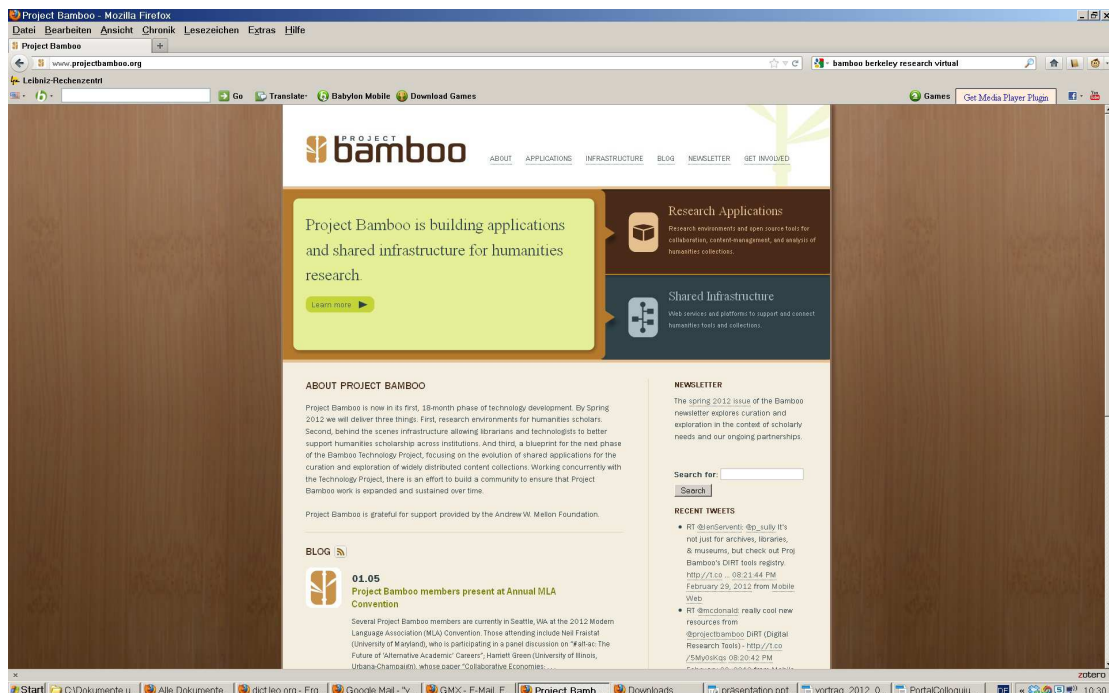 Project Bamboo - Mozilla Firefox
Datei Bearbeiten Ansicht Chronik Lesezeichen Extras Hilfe
Project Bamboo
www.projectbamboo.org
bamboo berkeley research virtual
Leibniz-Rechenzentri
Go Translate Babylon Mobile Download Games
Games Get Media Player Plugin
PROJECT
bamboo
ABOUT APPLICATIONS INFRASTRUCTURE BLOG NEWSLETTER GET INVOLVED
Project Bamboo is building applications
and shared infrastructure for humanities
research.
Learn more
Research Applications
Research environments and open source tools for
collaboration, content-management, and analysis of
humanities collections.
Shared Infrastructure
Web services and platforms to support and connect
humanities tools and collections.
ABOUT PROJECT BAMBOO
Project Bamboo is now in its first, 18-month phase of technology development. By Spring
2012 we will deliver three things. First, research environments for humanities scholars.
Second, behind the scenes infrastructure allowing librarians and technologists to better
support humanities scholarship across institutions. And third, a blueprint for the next phase
of the Bamboo Technology Project, focusing on the evolution of shared applications for the
curation and exploration of widely distributed content collections. Working concurrently with
the Technology Project, there is an effort to build a community to ensure that Project
Bamboo work is expanded and sustained over time.
Project Bamboo is grateful for support provided by the Andrew W. Mellon Foundation.
BLOG
01.05
Project Bamboo members present at Annual MLA
Convention
Several Project Bamboo members are currently in Seattle, WA at the 2012 Modern
Language Association (MLA) Convention. Those attending include Neil Fraistat
(University of Maryland), who is participating in a panel discussion on "#alt-ac: The
Future of 'Alternative Academic' Careers", Harriett Green (University of Illinois,
Urbana-Champaign), whose paper "Collaborative Economies: ...
NEWSLETTER
The spring 2012 issue of the Bamboo
newsletter explores curation and
exploration in the context of scholarly
needs and our ongoing partnerships.
Search for:
Search
RECENT TWEETS
RT @JenServenti: @p_sully It's
not just for archives, libraries,
& museums, but check out Proj
Bamboo's DIRT tools registry.
http://t.co ... 08:21:44 PM
February 29, 2012 from Mobile
Web
RT @mcdonald: really cool new
resources from
@projectbamboo DiRT (Digital
Research Tools) - http://t.co
/5My0sKqs 08:20:42 PM
zotero
Start C:\Dokumente u Alle Dokumente dict.leo.org - Erg Google Mail - "v GMX - E-Mail, F Project Bamb Downloads präsentation.ppt vortrag_2012_0 PortalColloquiu DE 10:30